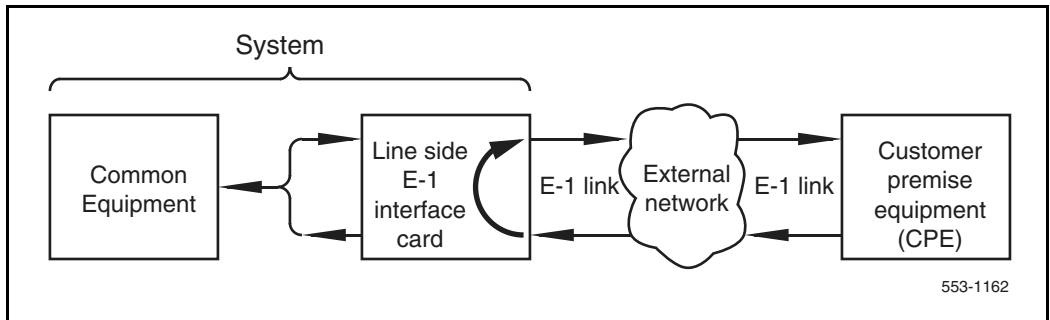 System
Common
Equipment
Line side
E-1
interface
card
E-1 link
External
network
E-1 link
Customer
premise
equipment
(CPE)
553-1162